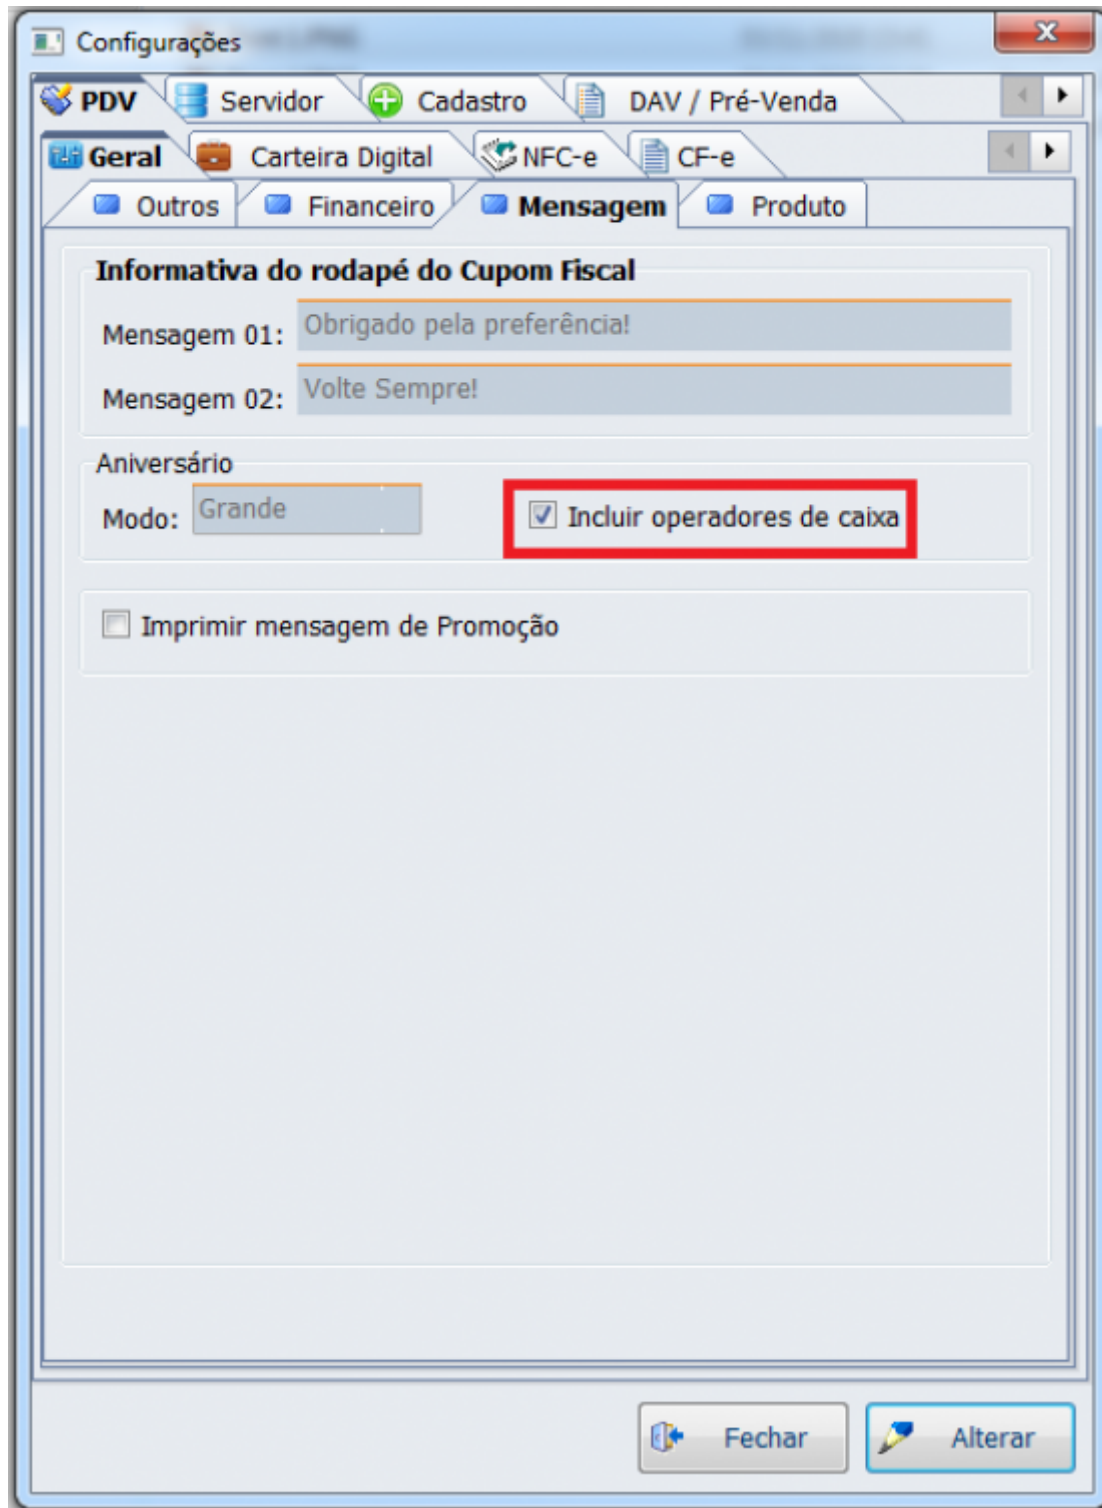 Configurações
PDV Servidor Cadastro DAV / Pré-Venda
Geral Carteira Digital NFC-e CF-e
Outros Financeiro Mensagem Produto
Informativa do rodapé do Cupom Fiscal
Mensagem 01: Obrigado pela preferência!
Mensagem 02: Volte Sempre!
Aniversário
Modo: Grande Incluir operadores de caixa
Imprimir mensagem de Promoção
Fechar Alterar